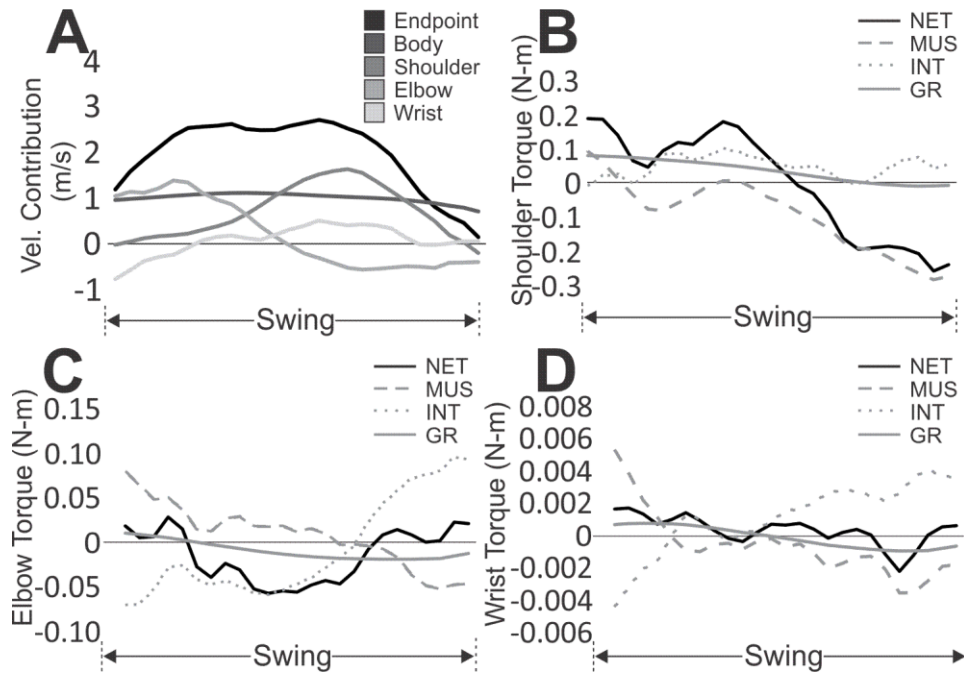 A
Endpoint
Body
Shoulder
Elbow
Wrist
Vel. Contribution
(m/s)
4
3
2
1
0
-1
Swing
B
NET
MUS
INT
GR
Shoulder Torque (N-m)
0.3
0.2
0.1
0
-0.1
-0.2
-0.3
Swing
C
NET
MUS
INT
GR
Elbow Torque (N-m)
0.15
0.10
0.05
0
-0.05
-0.10
Swing
D
NET
MUS
INT
GR
Wrist Torque (N-m)
0.008
0.006
0.004
0.002
0
-0.002
-0.004
-0.006
Swing